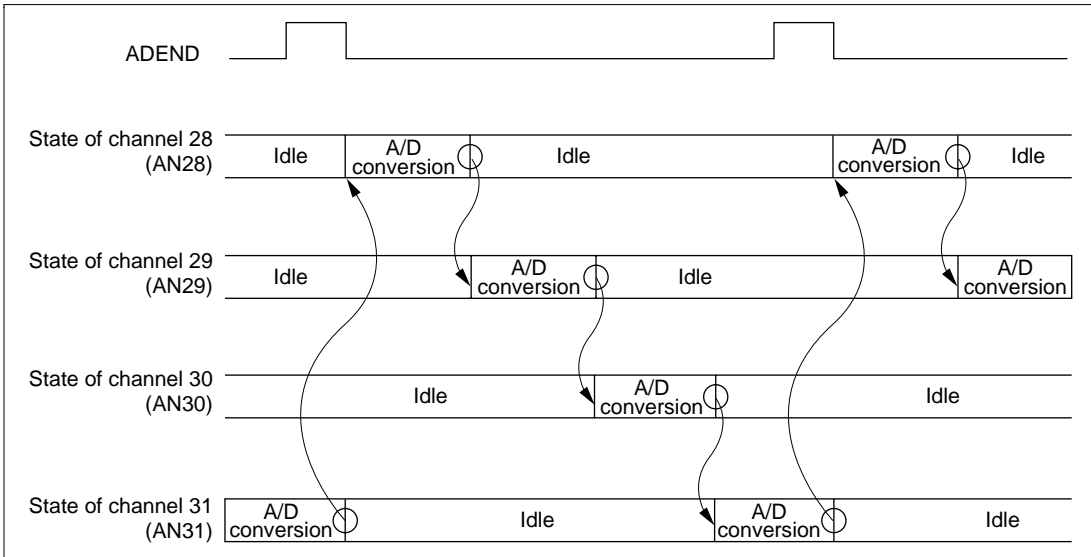 ADEND
State of channel 28
(AN28)
Idle
A/D
conversion
Idle
A/D
conversion
Idle
State of channel 29
(AN29)
Idle
A/D
conversion
Idle
A/D
conversion
State of channel 30
(AN30)
Idle
A/D
conversion
Idle
State of channel 31
(AN31)
A/D
conversion
Idle
A/D
conversion
Idle